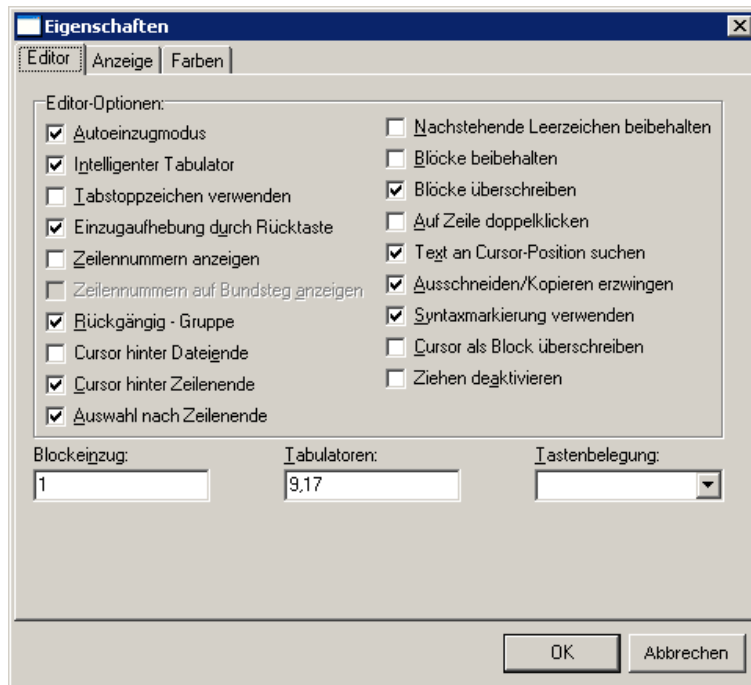 Eigenschaften
Editor
Anzeige
Farben
Editor-Optionen:
Autoeinzugmodus
Intelligenter Tabulator
Tabstoppzeichen verwenden
Einzugaufhebung durch Rücktaste
Zeilennummern anzeigen
Zeilennummern auf Bundsteg anzeigen
Rückgängig - Gruppe
Cursor hinter Dateiende
Cursor hinter Zeilenende
Auswahl nach Zeilenende
Nachstehende Leerzeichen beibehalten
Blöcke beibehalten
Blöcke überschreiben
Auf Zeile doppelklicken
Text an Cursor-Position suchen
Ausschneiden/Kopieren erzwingen
Syntaxmarkierung verwenden
Cursor als Block überschreiben
Ziehen deaktivieren
Blockeinzug:
1
Tabulatoren:
9,17
Tastenbelegung:
OK
Abbrechen